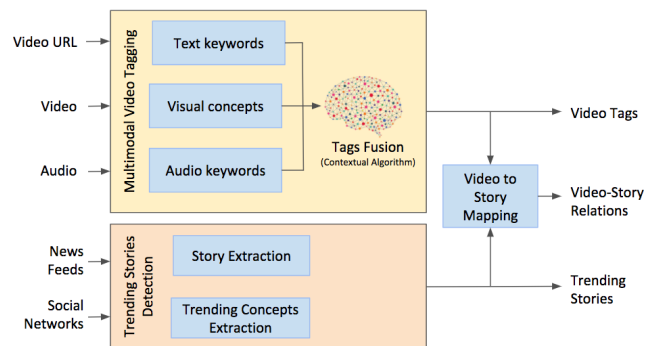 Video URL
Video
Audio
Multimodal Video Tagging
Text keywords
Visual concepts
Audio keywords
Tags Fusion
(Contextual Algorithm)
Video Tags
Video to
Story
Mapping
Video-Story
Relations
News
Feeds
Social
Networks
Trending Stories
Detection
Story Extraction
Trending Concepts
Extraction
Trending
Stories